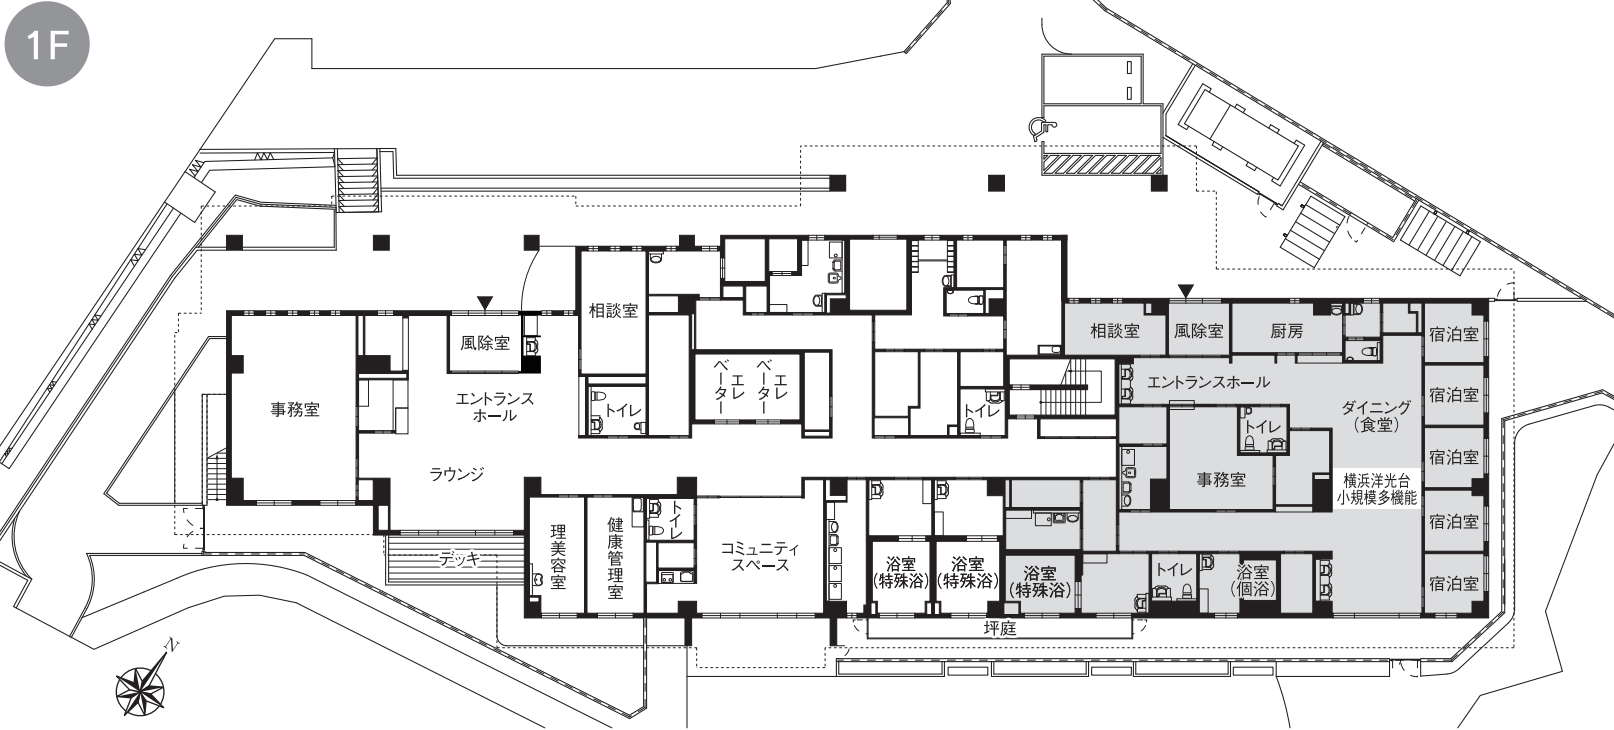 1F
相談室
風除室
エレ
ベーター
エレ
ベーター
事務室
エントランス
ホール
トイレ
トイレ
ラウンジ
相談室
風除室
厨房
宿泊室
エントランスホール
宿泊室
ダイニング
(食堂)
トイレ
宿泊室
事務室
横浜洋光台
小規模多機能
宿泊室
宿泊室
デッキ
理美容室
健康管理室
トイレ
コミュニティ
スペース
浴室
(特殊浴)
浴室
(特殊浴)
浴室
(特殊浴)
トイレ
浴室
(個浴)
坪庭
N